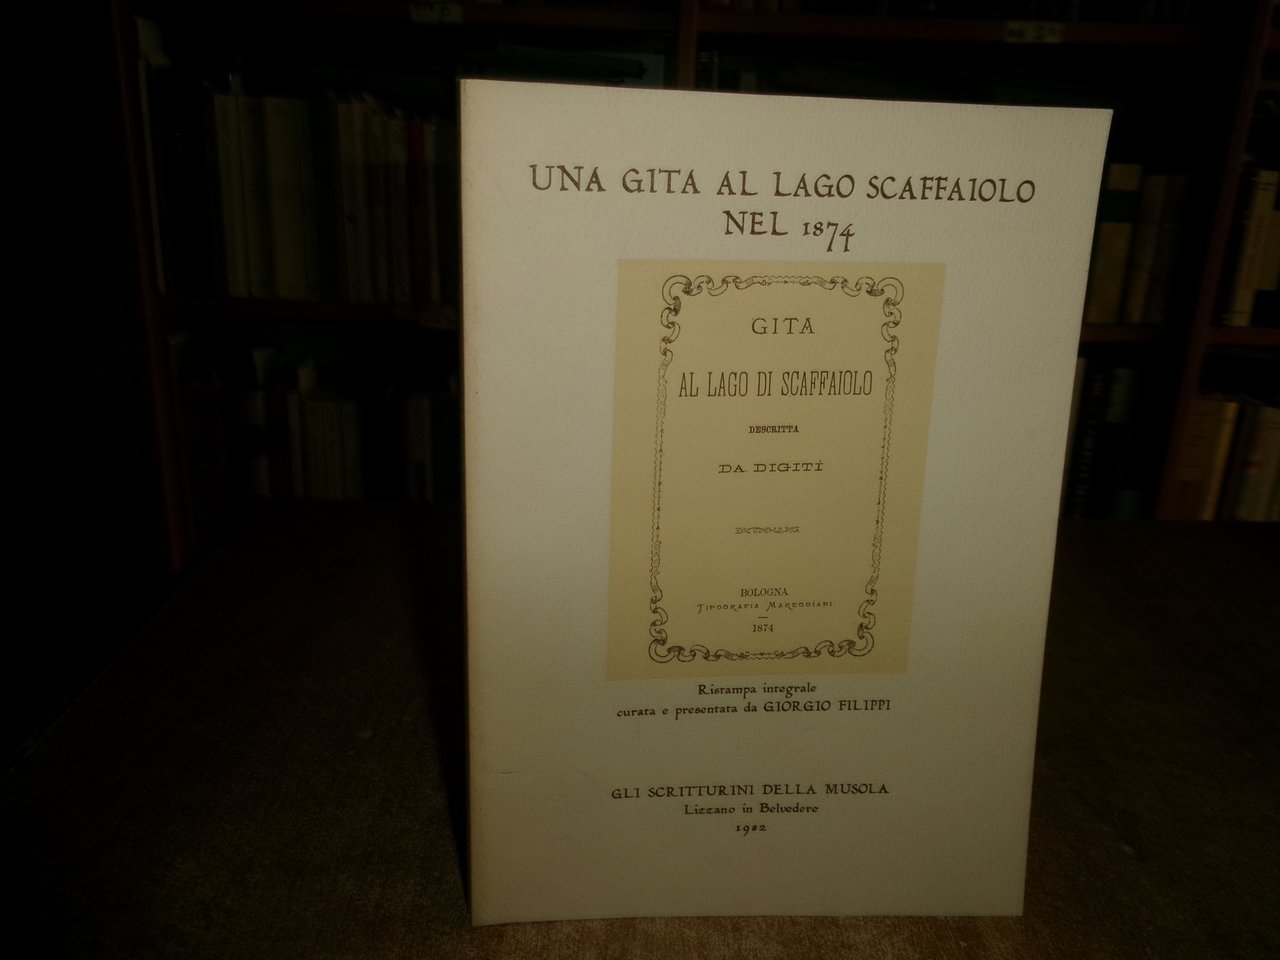 UNA GITA AL LAGO SCAFFAIOLO
NEL 1874
GITA
AL LAGO DI SCAFFAIOLO
DESCRITTA
DA DIGITÍ
BOLOGNA
TIPOGRAFIA MAREGGIANI
1874
Ristampa integrale
curata e presentata da GIORGIO FILIPPI
GLI SCRITTURINI DELLA MUSOLA
Lizzano in Belvedere
1982